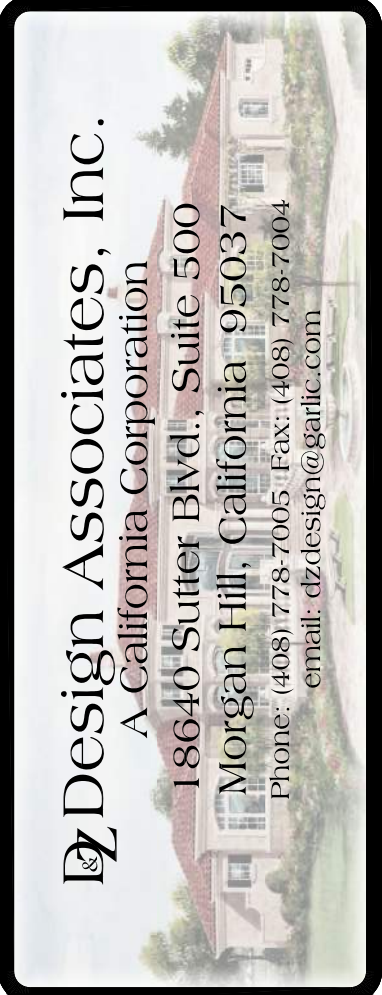 D&Z Design Associates, Inc.
A California Corporation
18640 Sutter Blvd., Suite 500
Morgan Hill, California 95037
Phone: (408) 778-7005 Fax: (408) 778-7004
email: dzdesign@garlic.com